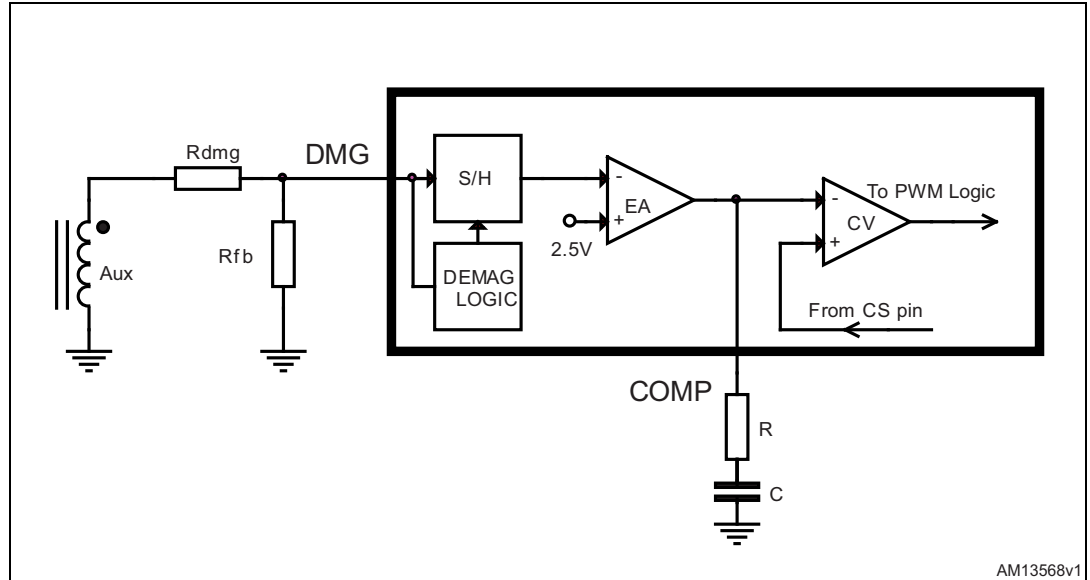 Rdmg
DMG
S/H
-
EA
+
2.5V
To PWM Logic
-
CV
+
Aux
Rfb
DEMAG
LOGIC
From CS pin
COMP
R
C
AM13568v1